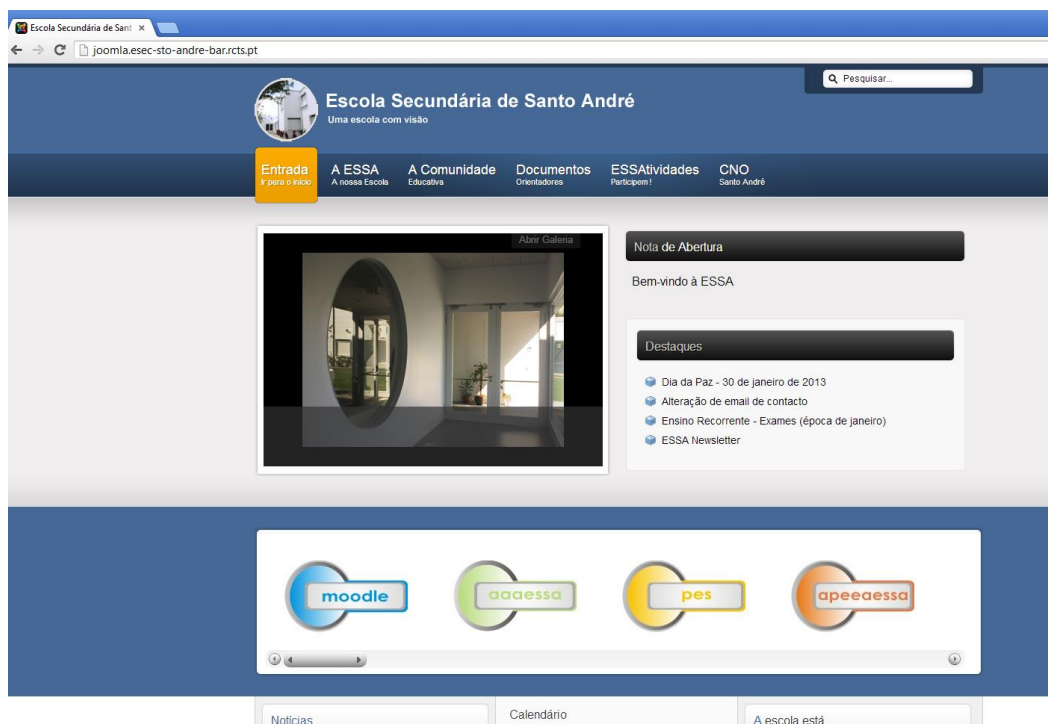 Escola Secundária de Sant
joomla.esec-sto-andre-bar.rcts.pt
Pesquisar...
Escola Secundária de Santo André
Uma escola com visão
Entrada
Ir para o início
A ESSA
A nossa Escola
A Comunidade
Educativa
Documentos
Orientadores
ESSAtividades
Participem !
CNO
Santo André
Abrir Galeria
Nota de Abertura
Bem-vindo à ESSA
Destaques
Dia da Paz - 30 de janeiro de 2013
Alteração de email de contacto
Ensino Recorrente - Exames (época de janeiro)
ESSA Newsletter
moodle
aaaessa
pes
apeeaessa
Notícias
Calendário
A escola está